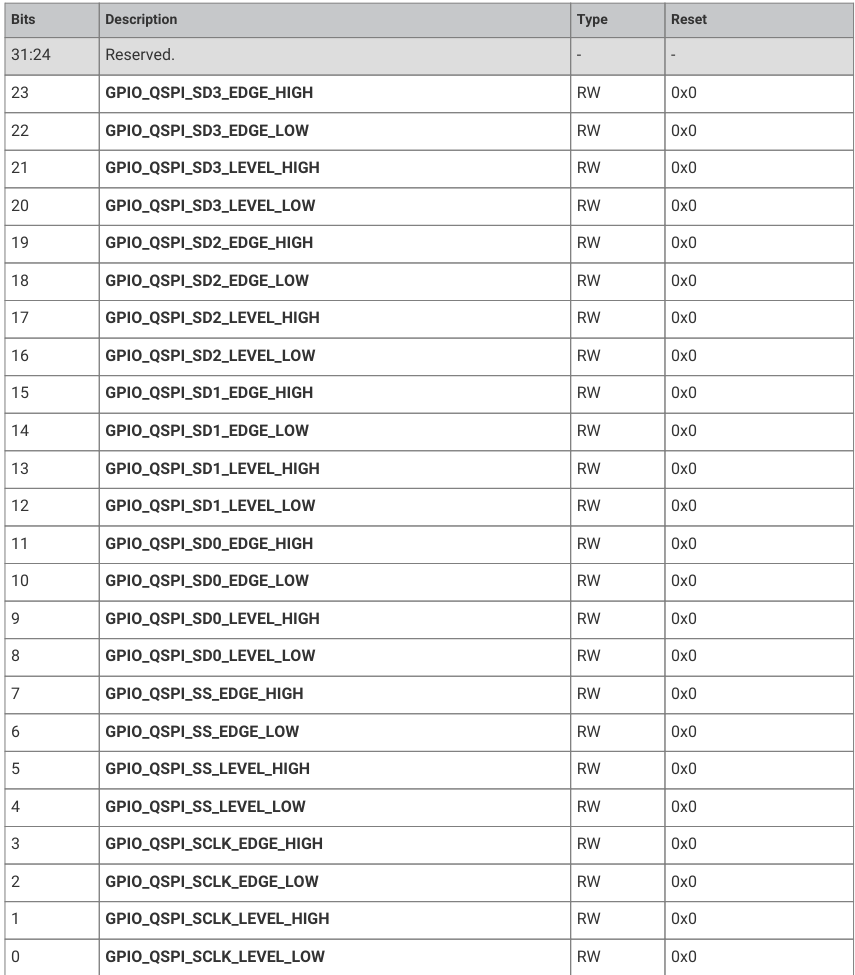 Bits Description Type Reset
31:24 Reserved. - -
23 GPIO_QSPI_SD3_EDGE_HIGH RW 0x0
22 GPIO_QSPI_SD3_EDGE_LOW RW 0x0
21 GPIO_QSPI_SD3_LEVEL_HIGH RW 0x0
20 GPIO_QSPI_SD3_LEVEL_LOW RW 0x0
19 GPIO_QSPI_SD2_EDGE_HIGH RW 0x0
18 GPIO_QSPI_SD2_EDGE_LOW RW 0x0
17 GPIO_QSPI_SD2_LEVEL_HIGH RW 0x0
16 GPIO_QSPI_SD2_LEVEL_LOW RW 0x0
15 GPIO_QSPI_SD1_EDGE_HIGH RW 0x0
14 GPIO_QSPI_SD1_EDGE_LOW RW 0x0
13 GPIO_QSPI_SD1_LEVEL_HIGH RW 0x0
12 GPIO_QSPI_SD1_LEVEL_LOW RW 0x0
11 GPIO_QSPI_SD0_EDGE_HIGH RW 0x0
10 GPIO_QSPI_SD0_EDGE_LOW RW 0x0
9 GPIO_QSPI_SD0_LEVEL_HIGH RW 0x0
8 GPIO_QSPI_SD0_LEVEL_LOW RW 0x0
7 GPIO_QSPI_SS_EDGE_HIGH RW 0x0
6 GPIO_QSPI_SS_EDGE_LOW RW 0x0
5 GPIO_QSPI_SS_LEVEL_HIGH RW 0x0
4 GPIO_QSPI_SS_LEVEL_LOW RW 0x0
3 GPIO_QSPI_SCLK_EDGE_HIGH RW 0x0
2 GPIO_QSPI_SCLK_EDGE_LOW RW 0x0
1 GPIO_QSPI_SCLK_LEVEL_HIGH RW 0x0
0 GPIO_QSPI_SCLK_LEVEL_LOW RW 0x0